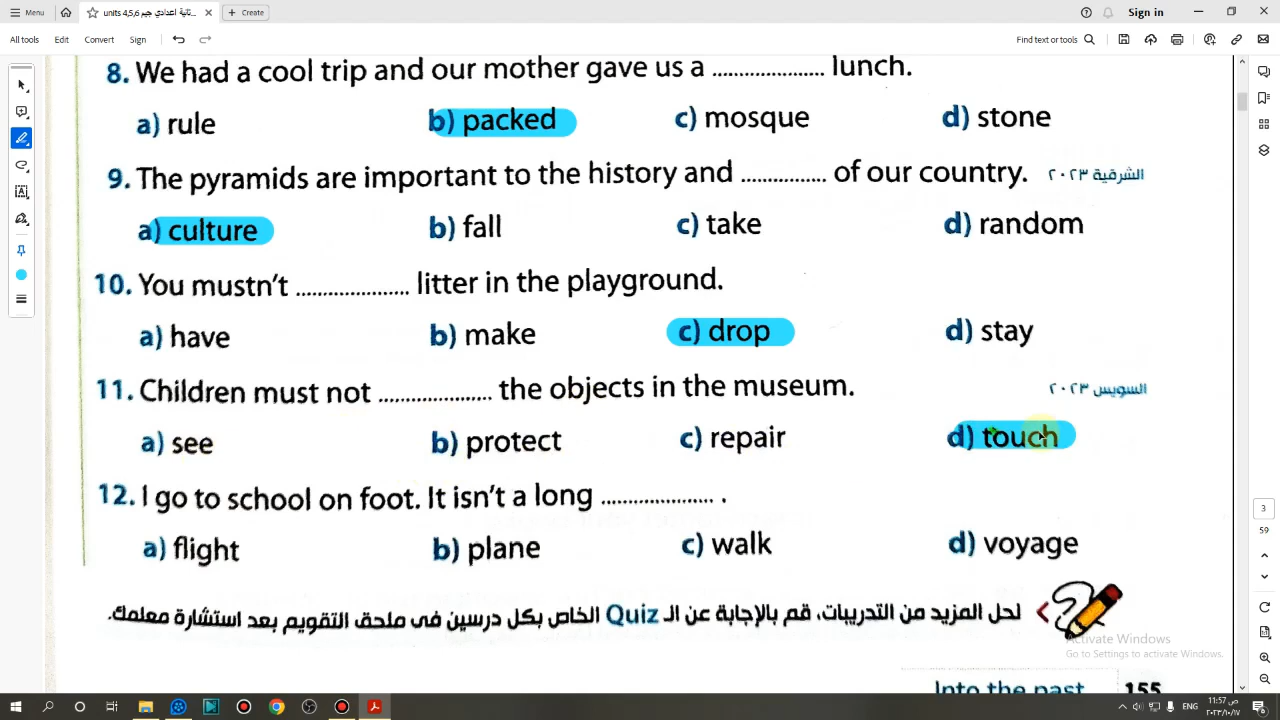 Menu
units 4,5,6 ثانية اعدادي جيم...
Create
Sign in
All tools
Edit
Convert
Sign
Find text or tools
8. We had a cool trip and our mother gave us a ..................... lunch.
a) rule b) packed c) mosque d) stone
9. The pyramids are important to the history and ................ of our country. الشرقية ٢٠٢٣
a) culture b) fall c) take d) random
10. You mustn't ..................... litter in the playground.
a) have b) make c) drop d) stay
11. Children must not ..................... the objects in the museum. السويس ٢٠٢٣
a) see b) protect c) repair d) touch
12. I go to school on foot. It isn't a long ..................... .
a) flight b) plane c) walk d) voyage
لحل المزيد من التدريبات، قم بالإجابة عن الـ Quiz الخاص بكل درسين في ملحق التقويم بعد استشارة معلمك.
Activate Windows
Go to Settings to activate Windows.
Into the past 155
3
59
ENG
11:57 ص